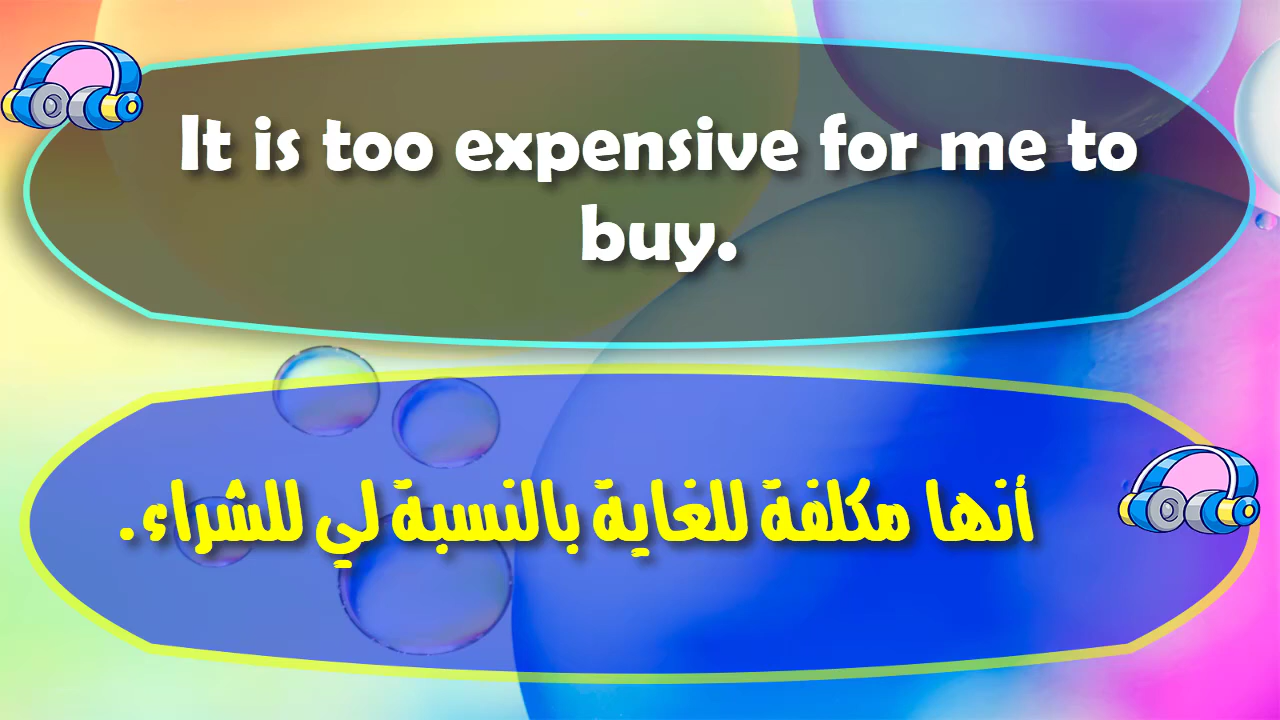 It is too expensive for me to
buy.
أنها مكلفة للغاية بالنسبة لي للشراء.